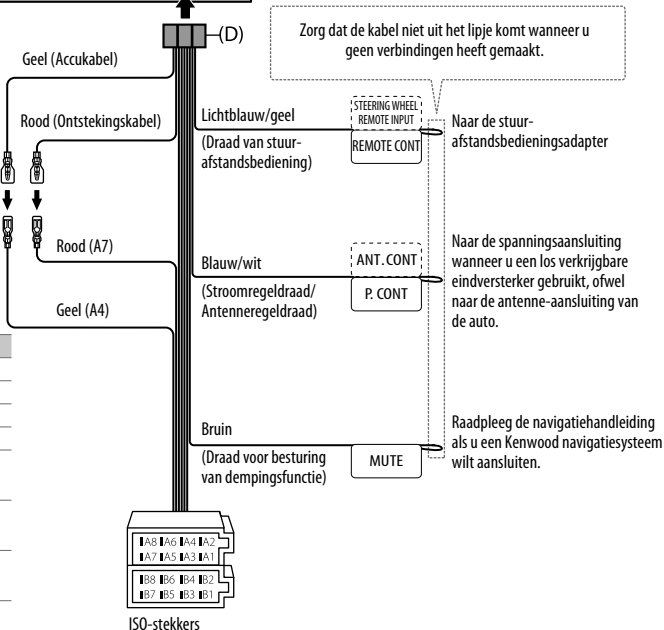 (D)
Zorg dat de kabel niet uit het lipje komt wanneer u
geen verbindingen heeft gemaakt.
Geel (Accukabel)
Rood (Ontstekingskabel)
Lichtblauw/geel
(Draad van stuur-
afstandsbediening)
STEERING WHEEL
REMOTE INPUT
REMOTE CONT
Naar de stuur-
afstandsbedieningsadapter
Rood (A7)
Geel (A4)
Blauw/wit
(Stroomregeldraad/
Antenneregeldraad)
ANT. CONT
P. CONT
Naar de spanningsaansluiting
wanneer u een los verkrijgbare
eindversterker gebruikt, ofwel
naar de antenne-aansluiting van
de auto.
Bruin
(Draad voor besturing
van dempingsfunctie)
MUTE
Raadpleeg de navigatiehandleiding
als u een Kenwood navigatiesysteem
wilt aansluiten.
A8 A6 A4 A2
A7 A5 A3 A1
B8 B6 B4 B2
B7 B5 B3 B1
ISO-stekkers